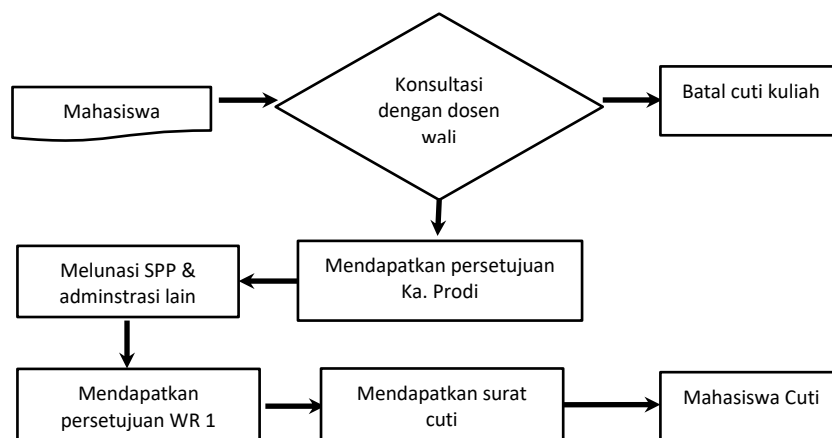 Mahasiswa
Konsultasi
dengan dosen
wali
Batal cuti kuliah
Mendapatkan persetujuan
Ka. Prodi
Melunasi SPP &
adminstrasi lain
Mendapatkan
persetujuan WR 1
Mendapatkan surat
cuti
Mahasiswa Cuti